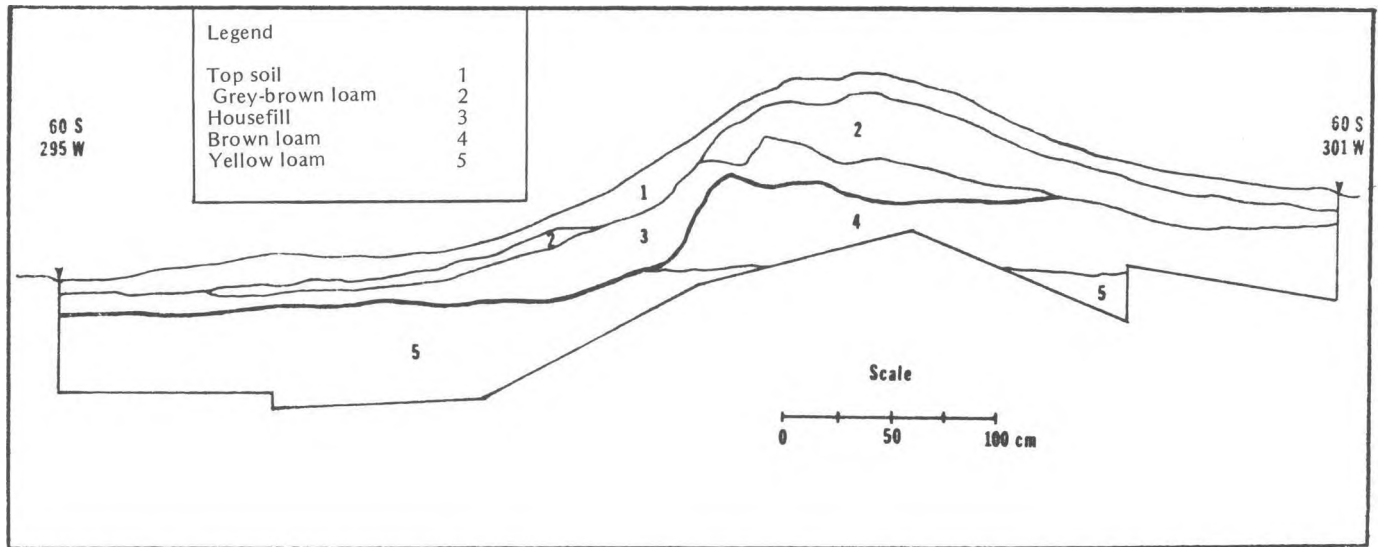 Legend
Top soil 1
Grey-brown loam 2
Housefill 3
Brown loam 4
Yellow loam 5
60 S
295 W
60 S
301 W
2
1
2
3
4
5
5
Scale
0 50 100 cm